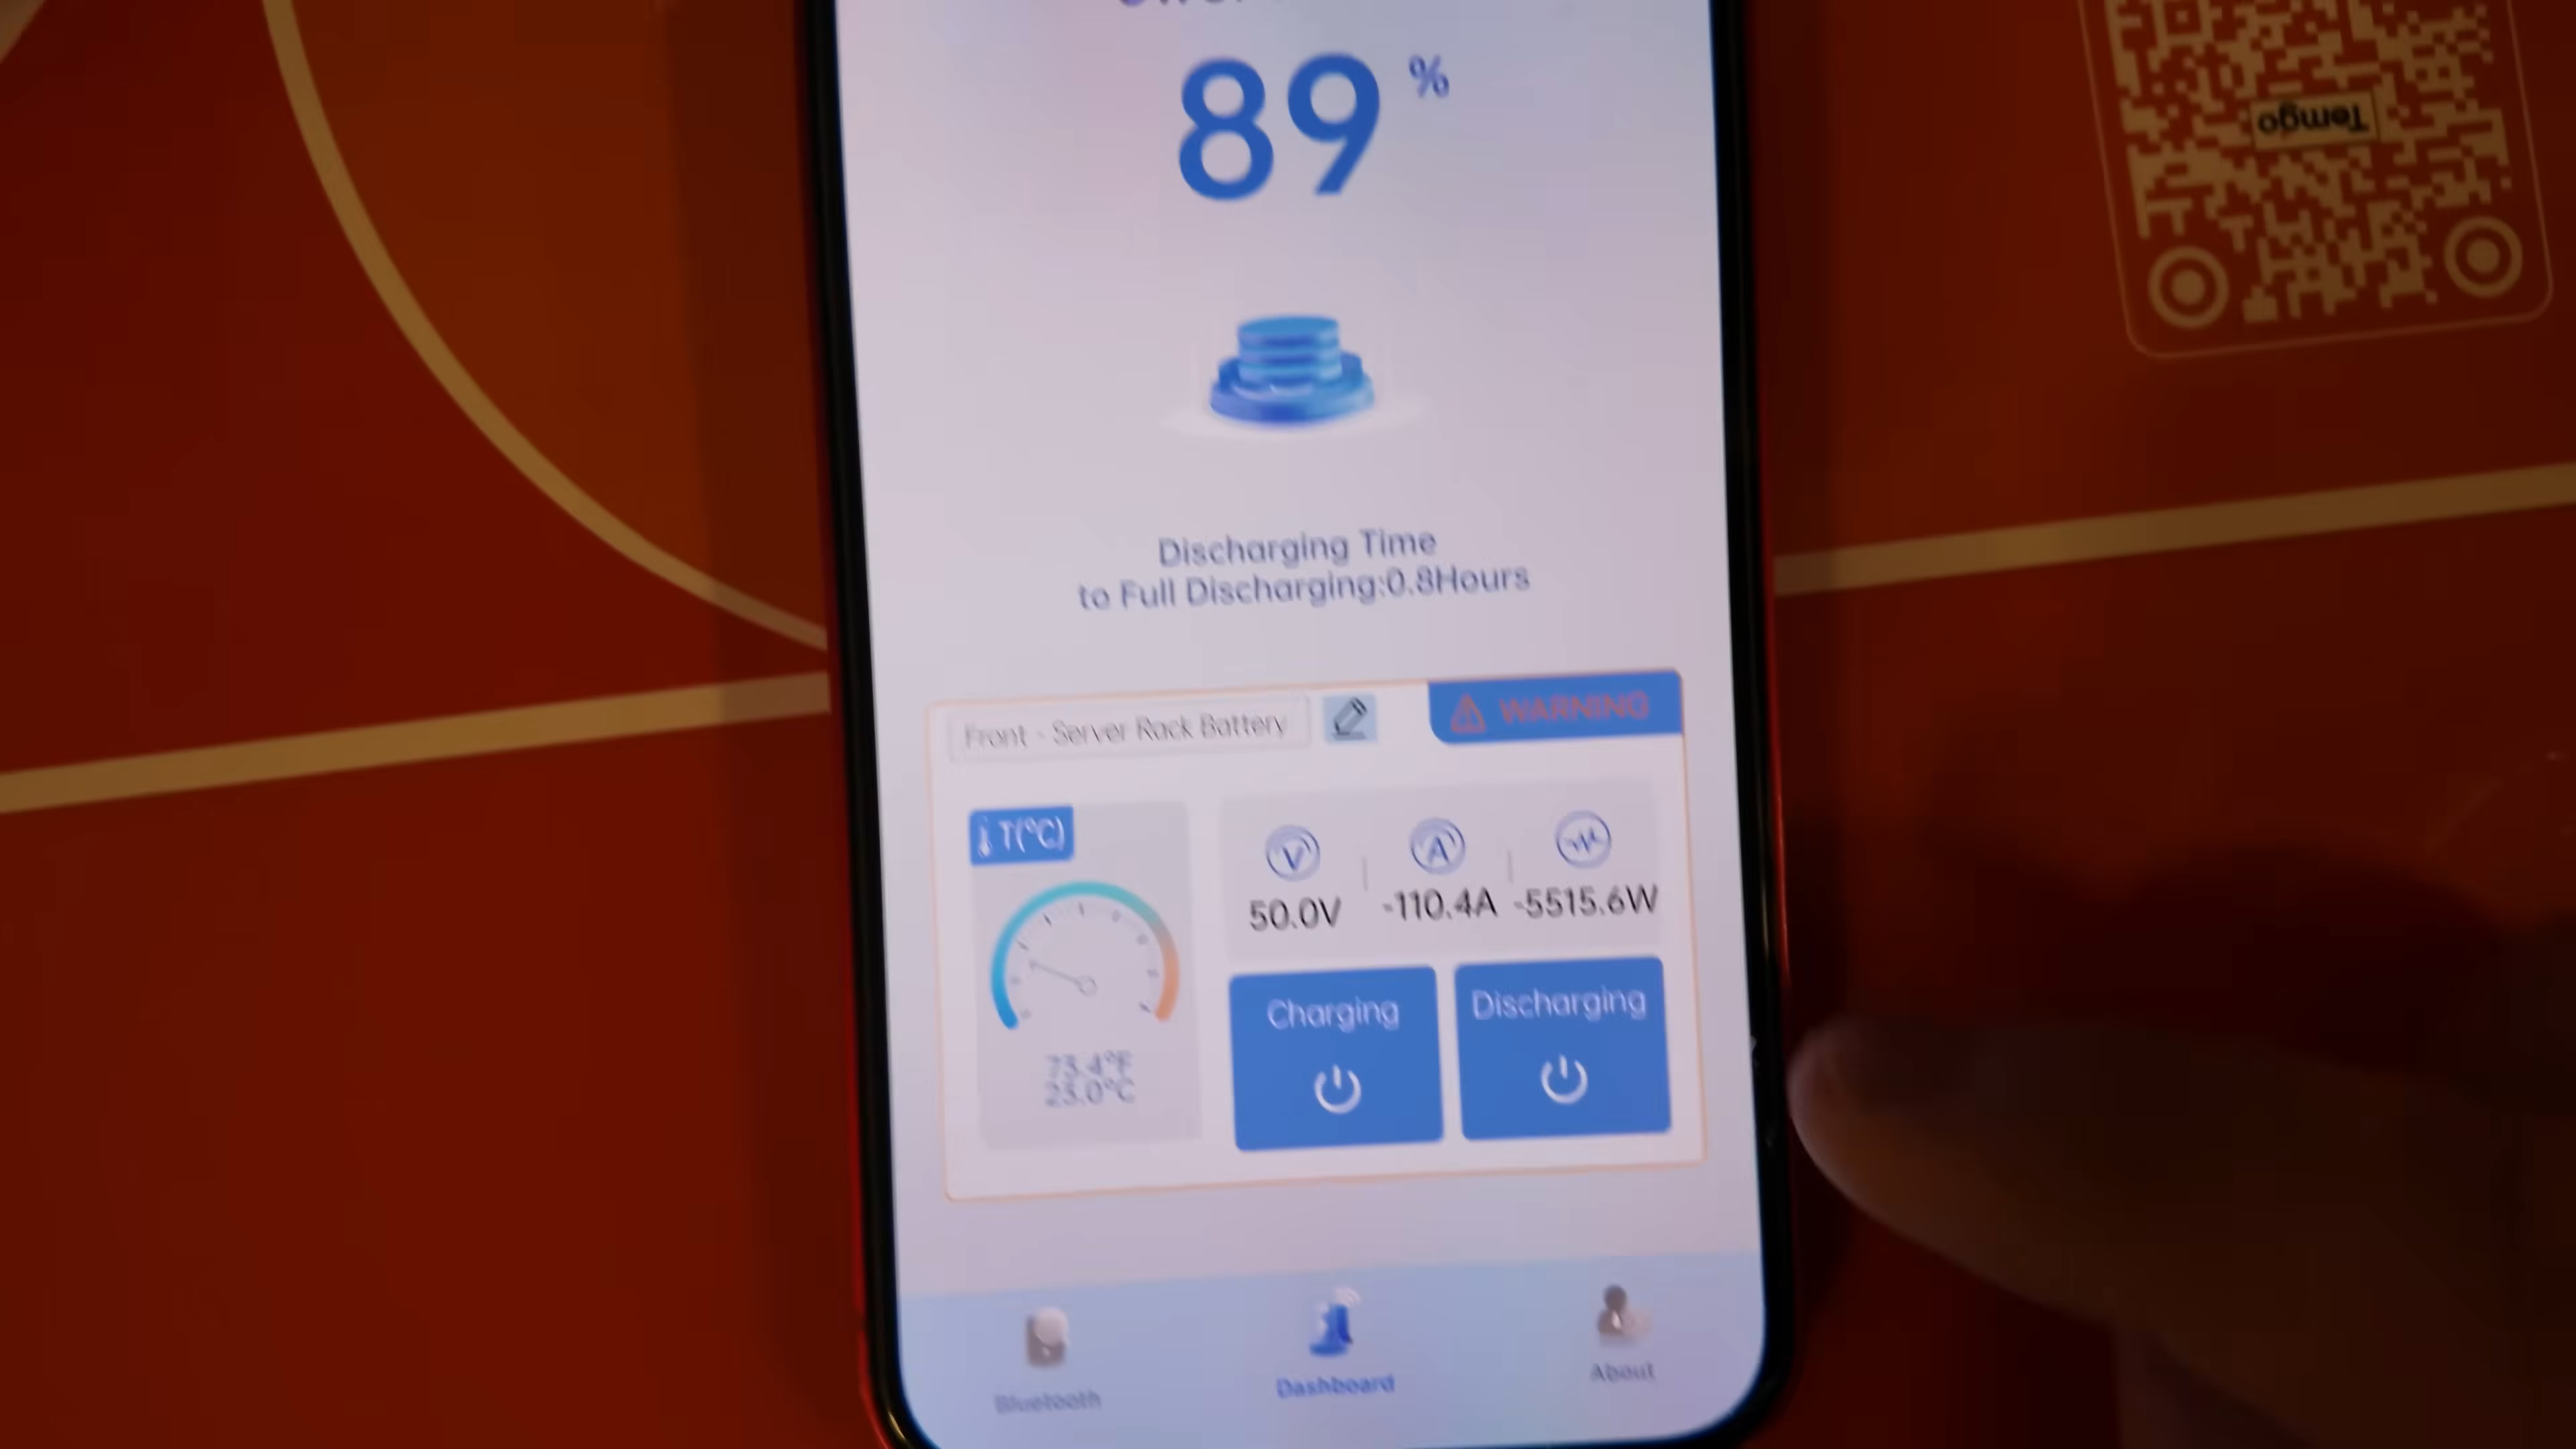 89 %
Temgo
Discharging Time
to Full Discharging:0.8Hours
Front - Server Rack Battery
WARNING
T(°C)
V
A
50.0V
-110.4A
-5515.6W
73.4°F
23.0°C
Charging
Discharging
Bluetooth
Dashboard
About